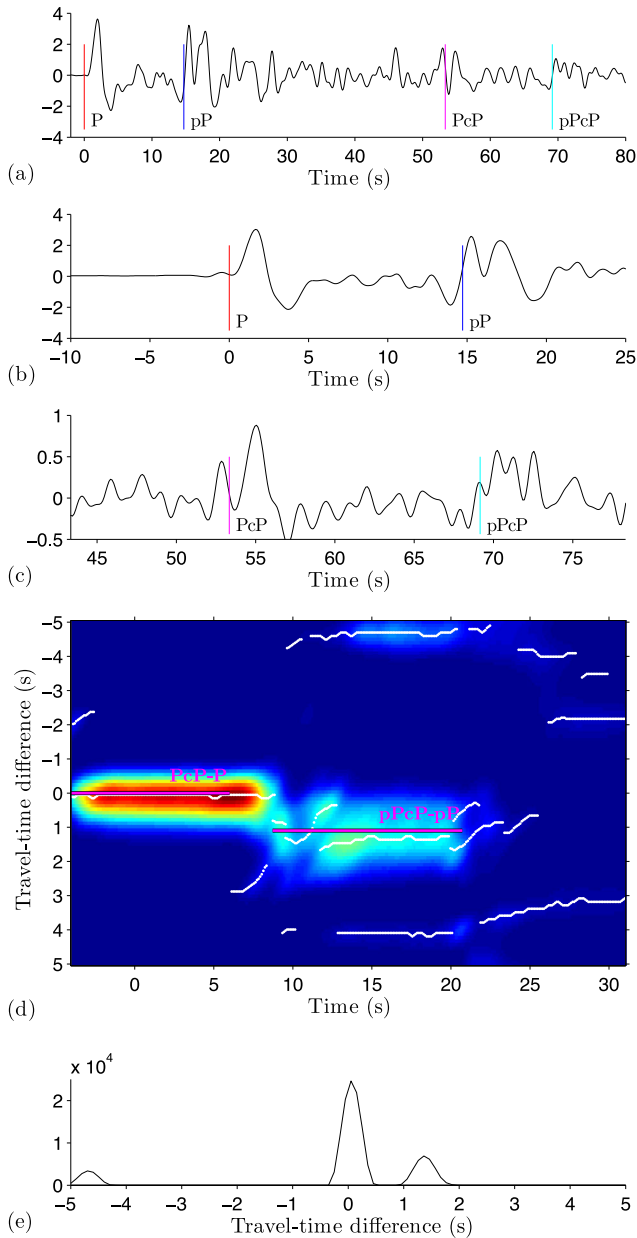 4
2
0
−2
−4
P
pP
PcP
pPcP
0 10 20 30 40 50 60 70 80
(a)
Time (s)
4
2
0
−2
−4
P
pP
−10 −5 0 5 10 15 20 25
(b)
Time (s)
1
0.5
0
−0.5
PcP
pPcP
45 50 55 60 65 70 75
(c)
Time (s)
Travel-time difference (s)
−5
−4
−3
−2
−1
0
1
2
3
4
5
PcP-P
pPcP-pP
0 5 10 15 20 25 30
(d)
Time (s)
x 10^4
2
1
0
−5 −4 −3 −2 −1 0 1 2 3 4 5
(e)
Travel-time difference (s)